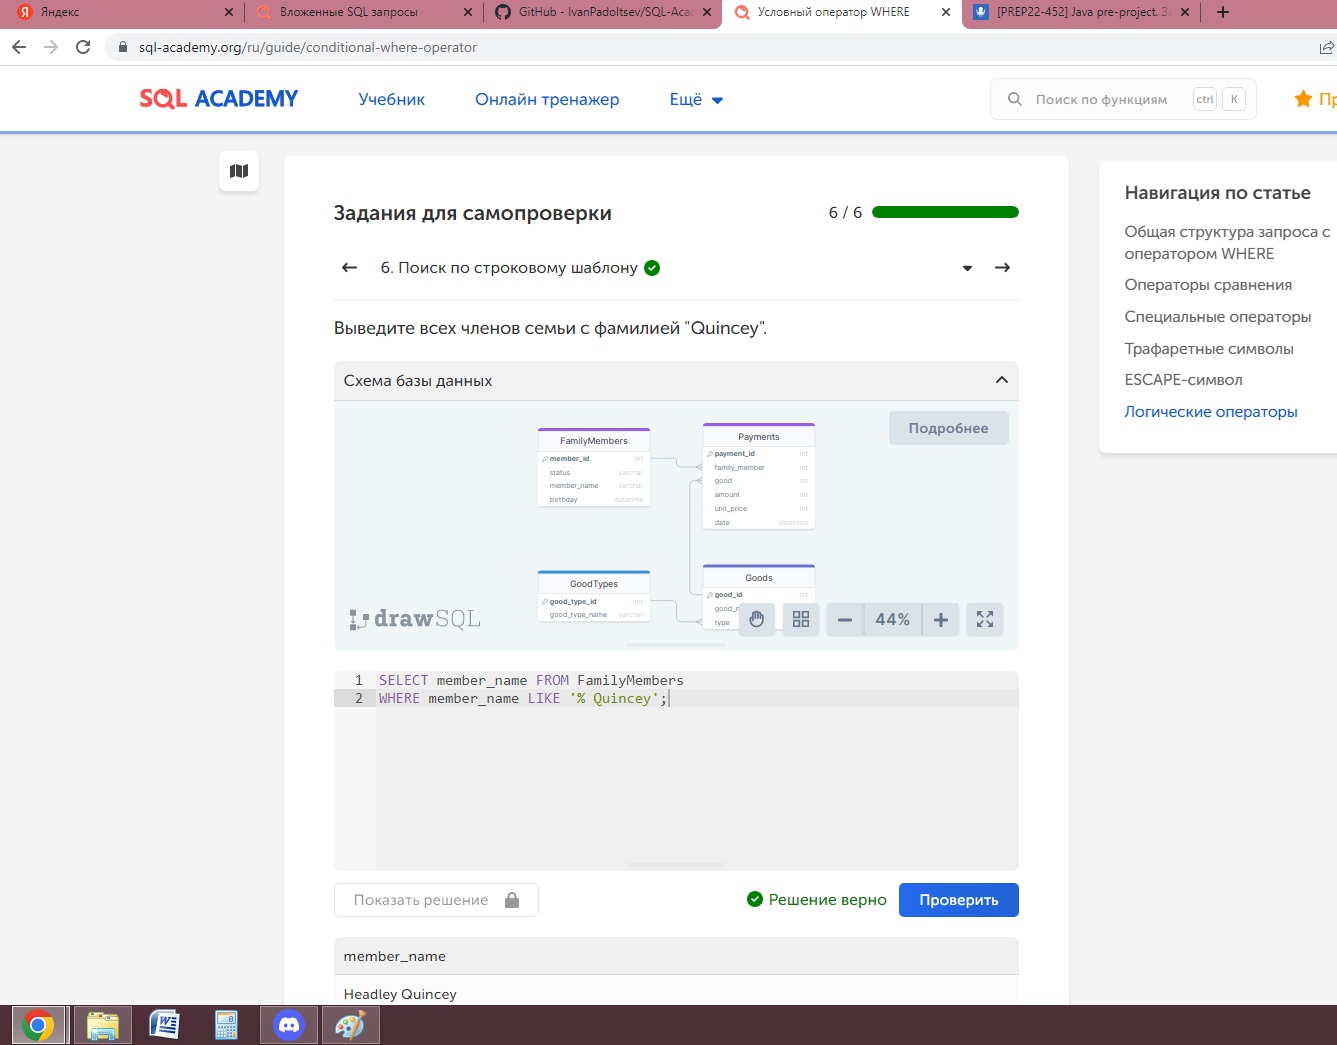 Яндекс
Вложенные SQL запросы
GitHub - IvanPadoltsev/SQL-Aca
Условный оператор WHERE
[PREP22-452] Java pre-project. За
sql-academy.org/ru/guide/conditional-where-operator
SQL ACADEMY
Учебник
Онлайн тренажер
Ещё
Поиск по функциям
ctrl
K
Пр
Задания для самопроверки
6 / 6
6. Поиск по строковому шаблону
Выведите всех членов семьи с фамилией "Quincey".
Схема базы данных
Подробнее
FamilyMembers
member_id int
status varchar
member_name varchar
birthday datetime
Payments
payment_id int
family_member int
good int
amount int
unit_price int
date datetime
GoodTypes
good_type_id int
good_type_name varchar
Goods
good_id int
good_n
type
drawSQL
44%
1 SELECT member_name FROM FamilyMembers
2 WHERE member_name LIKE '% Quincey';
Показать решение
Решение верно
Проверить
member_name
Headley Quincey
Навигация по статье
Общая структура запроса с
оператором WHERE
Операторы сравнения
Специальные операторы
Трафаретные символы
ESCAPE-символ
Логические операторы